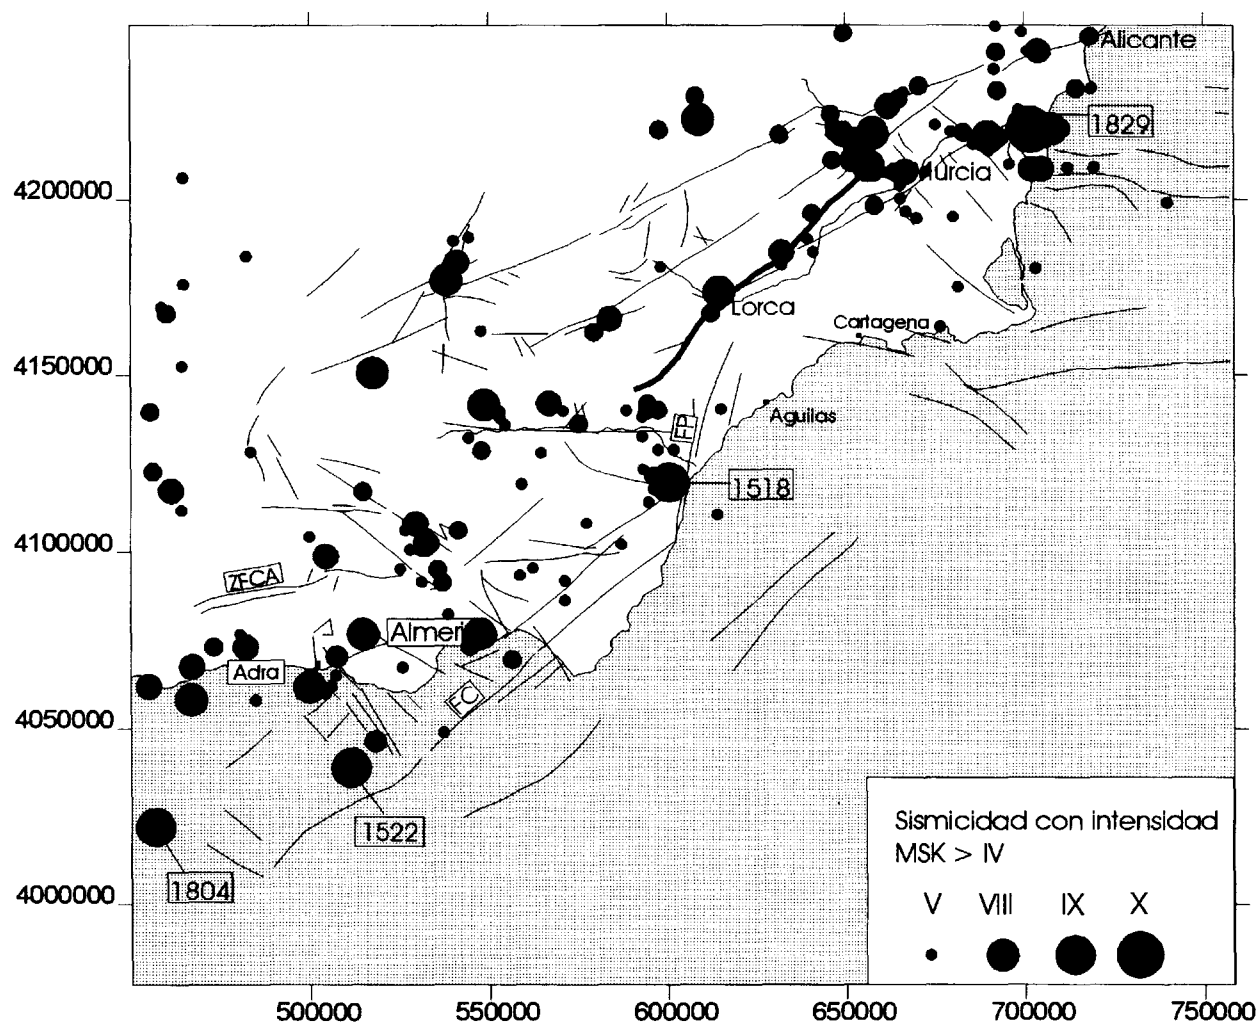 Alicante
1829
4200000
Murcia
Lorca
Cartagena
4150000
Aguilas
FP
1518
4100000
ZFCA
Almeri
Adra
FC
4050000
1522
1804
4000000
Sismicidad con intensidad
MSK > IV
V VIII IX X
500000 550000 600000 650000 700000 750000